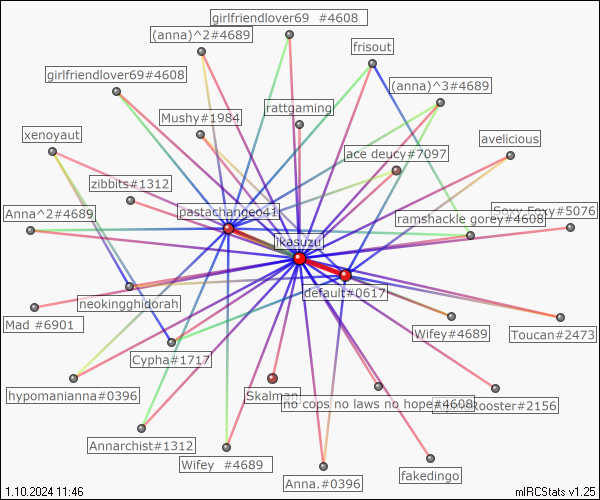 girlfriendlover69 #4608
(anna)^2#4689
frisout
girlfriendlover69#4608
(anna)^3#4689
rattgaming
Mushy#1984
xenoyaut
avelicious
ace deucy#7097
zibbits#1312
Anna^2#4689
pastachangeo41
Foxy#5076
ramshackle gorey#4608
ikasuzu
default#0617
neokingghidorah
Mad #6901
Wifey#4689
Toucan#2473
Cypha#1717
hypomanianna#0396
Skalman
no cops no laws no hope#4608
Rooster#2156
Annarchist#1312
Wifey #4689
Anna.#0396
fakedingo
1.10.2024 11:46
mIRCStats v1.25